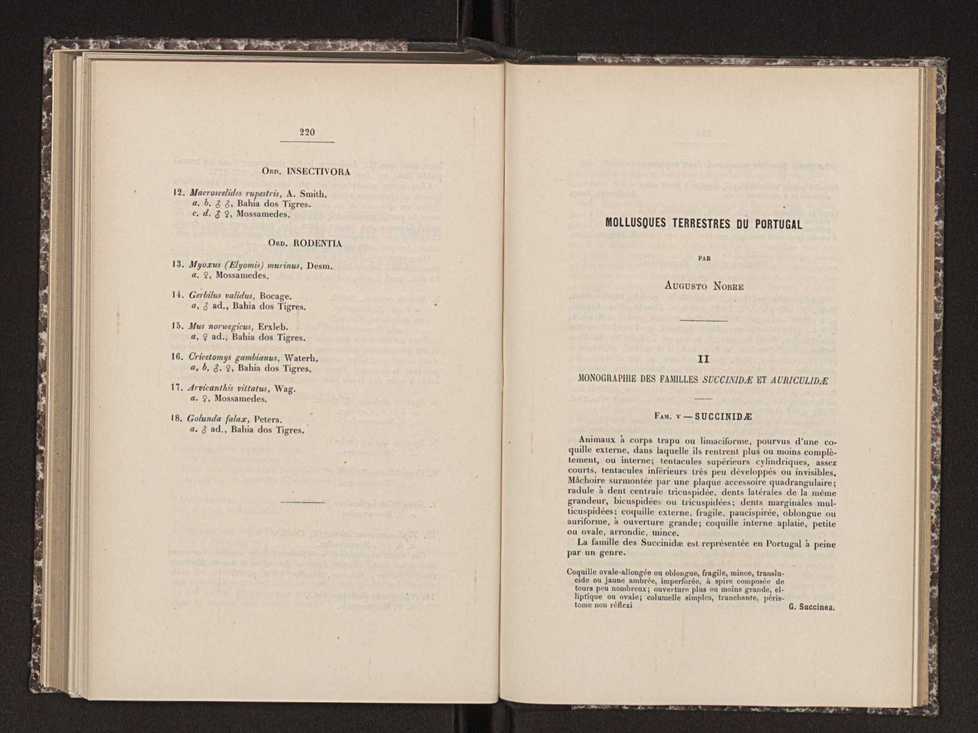 220
Ord. INSECTIVORA
12. Macroscelides rupestris, A. Smith.
a. b. ♂ ♂, Bahia dos Tigres.
c. d. ♂ ♀, Mossamedes.
Ord. RODENTIA
13. Myoxus (Elyomis) murinus, Desm.
a. ♀, Mossamedes.
14. Gerbilus validus, Bocage.
a, ♂ ad., Bahia dos Tigres.
15. Mus norwegicus, Erxleb.
a, ♀ ad., Bahia dos Tigres.
16. Cricetomys gambianus, Waterh.
a, b. ♂. ♀, Bahia dos Tigres.
17. Arvicanthis vittatus, Wag.
a. ♀, Mossamedes.
18. Golunda falax, Peters.
a. ♂ ad., Bahia dos Tigres.
MOLLUSQUES TERRESTRES DU PORTUGAL
PAR
Augusto Nobre
II
MONOGRAPHIE DES FAMILLES SUCCINIDÆ ET AURICULIDÆ
Fam. v — SUCCINIDÆ
Animaux à corps trapu ou limaciforme, pourvus d'une co-
quille externe, dans laquelle ils rentrent plus ou moins complè-
tement, ou interne; tentacules supérieurs cylindriques, assez
courts, tentacules inférieurs très peu développés ou invisibles.
Mâchoire surmontée par une plaque accessoire quadrangulaire;
radule à dent centrale tricuspidée, dents latérales de la même
grandeur, bicuspidées ou tricuspidées; dents marginales mul-
ticuspidées; coquille externe, fragile, paucispirée, oblongue ou
auriforme, à ouverture grande; coquille interne aplatie, petite
ou ovale, arrondie, mince.
La famille des Succinidæ est représentée en Portugal à peine
par un genre.
Coquille ovale-allongée ou oblongue, fragile, mince, translu-
cide ou jaune ambrée, imperforée, à spire composée de
tours peu nombreux; ouverture plus ou moins grande, el-
liptique ou ovale; columelle simples, tranchante, péris-
tome non réflexi G. Succinea.